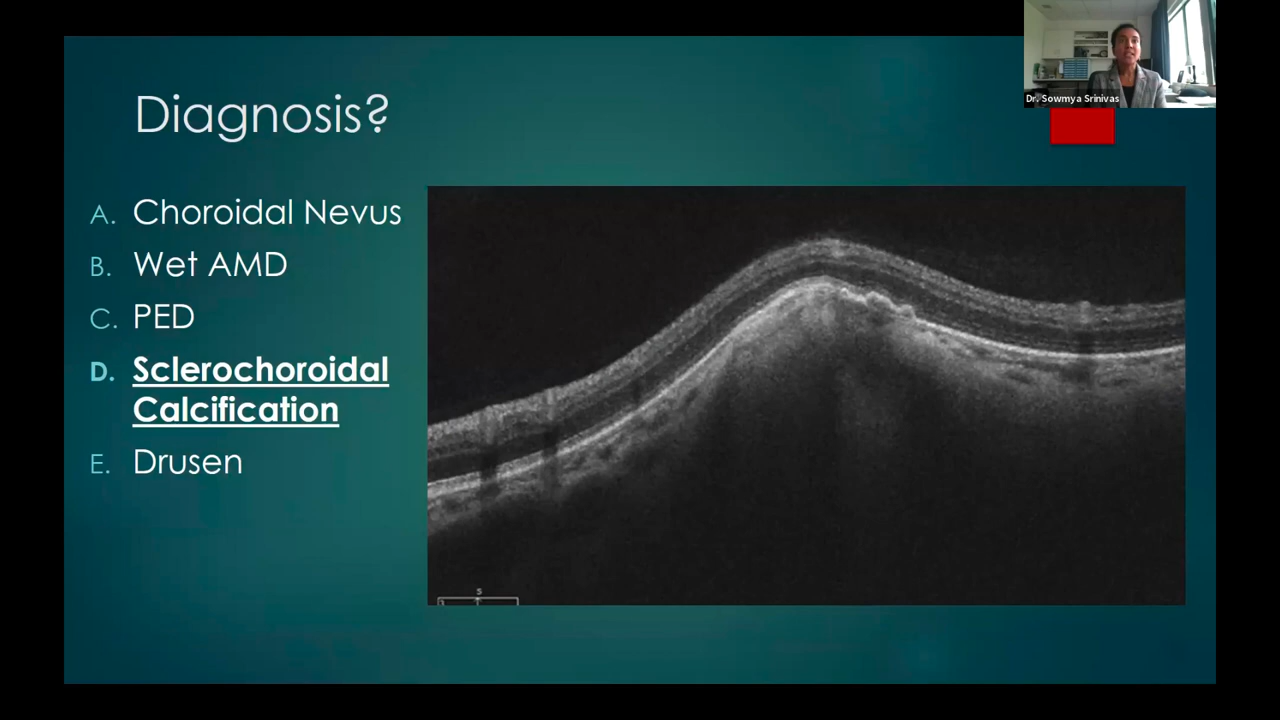 Dr. Sowmya Srinivas
Diagnosis?
A. Choroidal Nevus
B. Wet AMD
C. PED
D. Sclerochoroidal
Calcification
E. Drusen
S